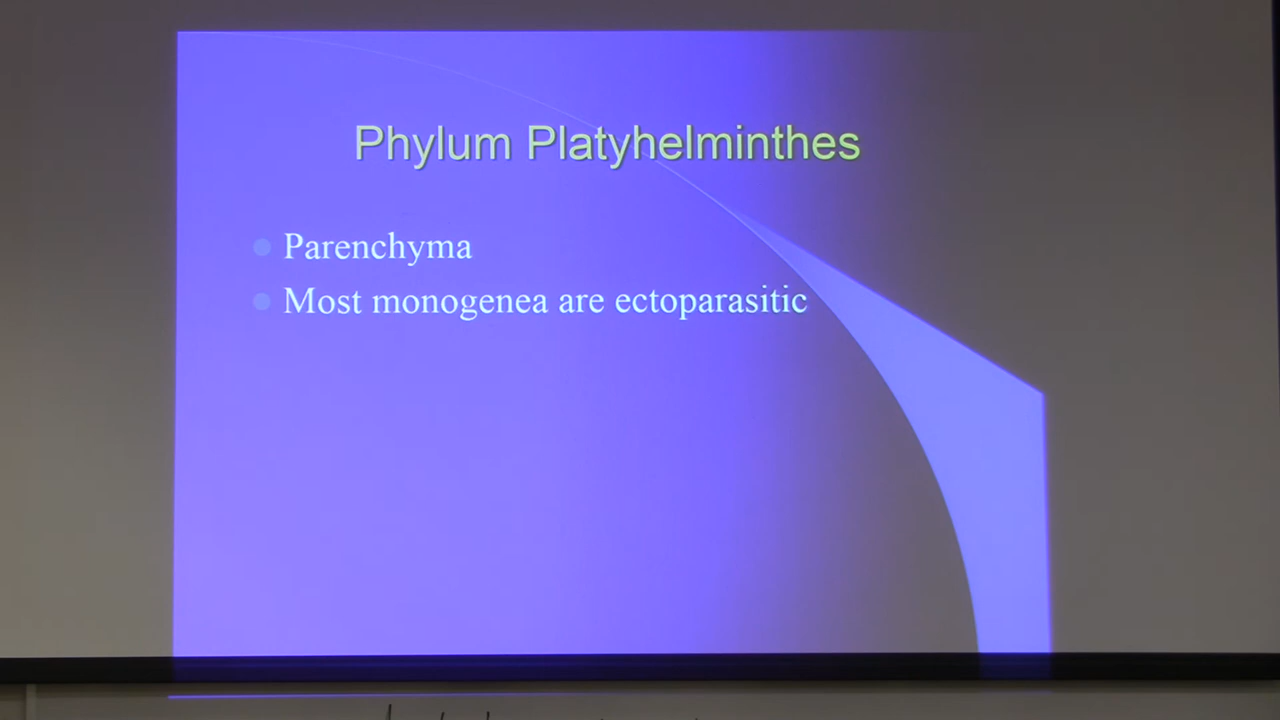 Phylum Platyhelminthes
Parenchyma
Most monogenea are ectoparasitic